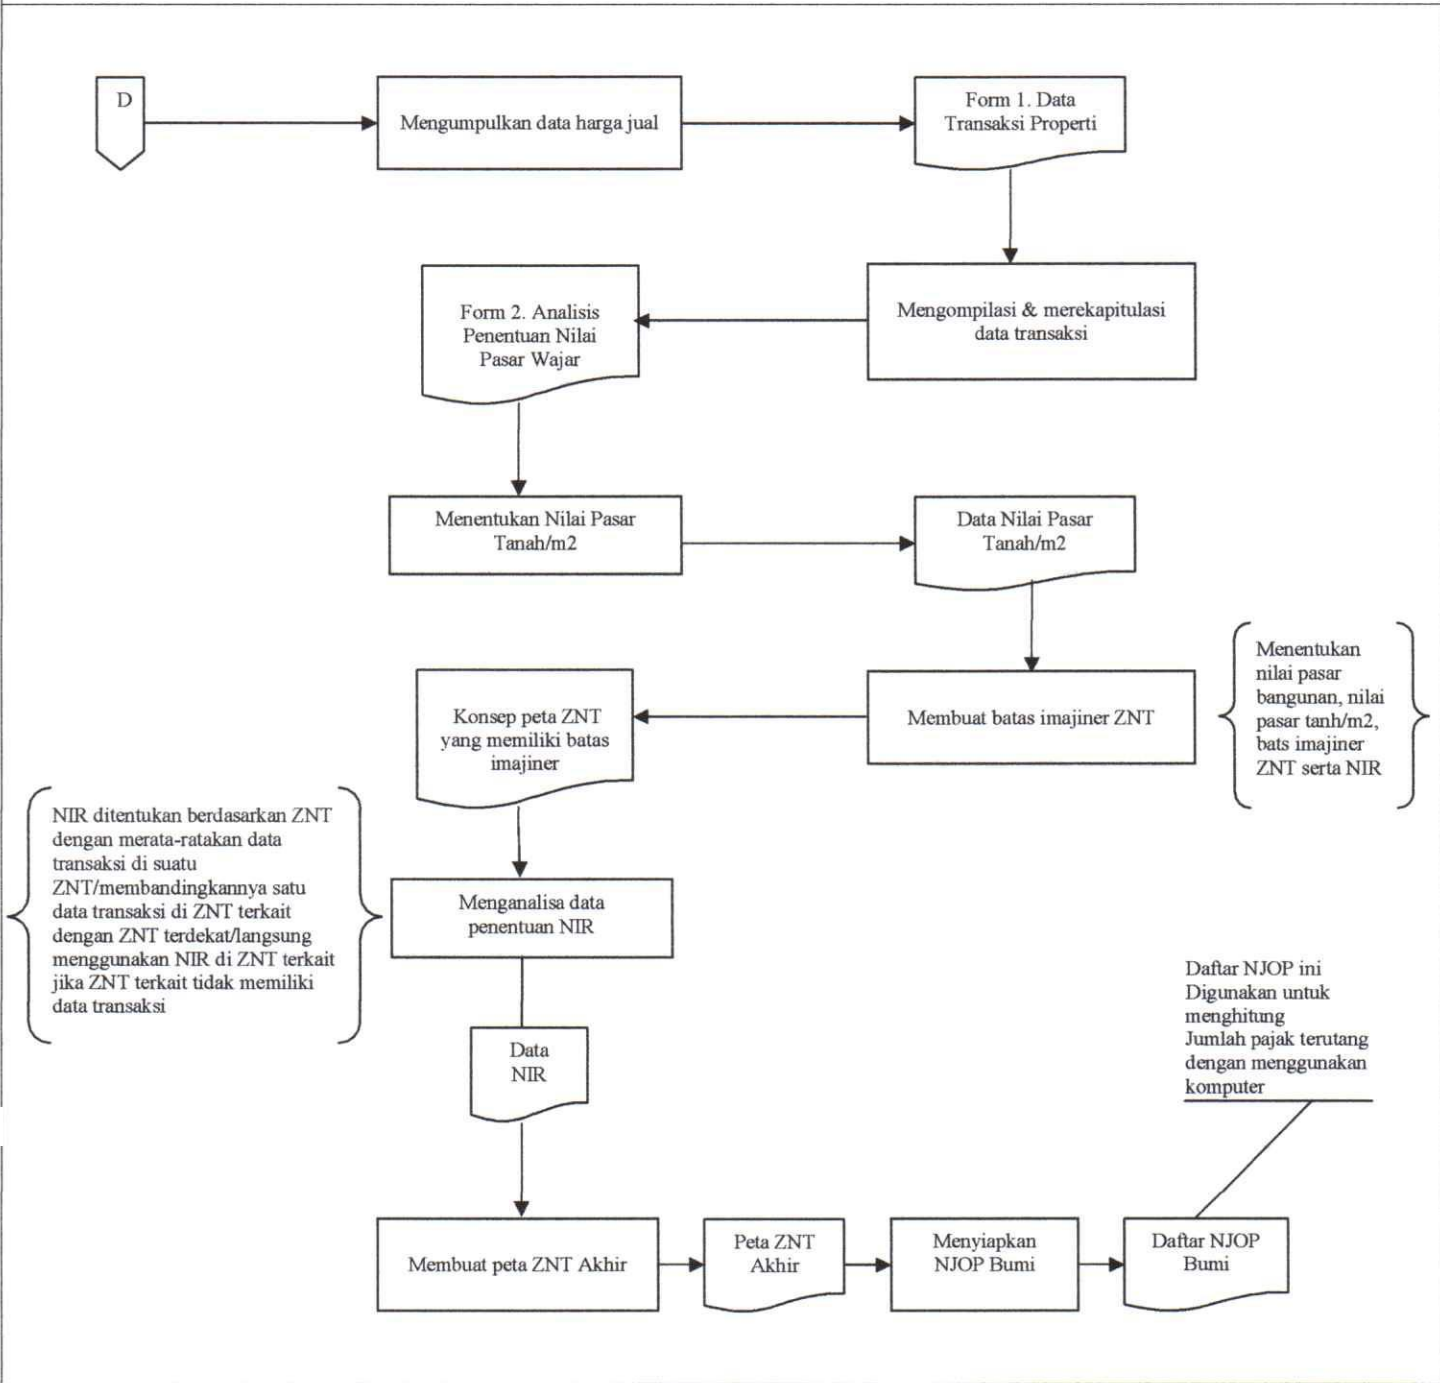 D
Mengumpulkan data harga jual
Form 1. Data
Transaksi Properti
Mengompilasi & merekapitulasi
data transaksi
Form 2. Analisis
Penentuan Nilai
Pasar Wajar
Menentukan Nilai Pasar
Tanah/m2
Data Nilai Pasar
Tanah/m2
Membuat batas imajiner ZNT
Menentukan
nilai pasar
bangunan, nilai
pasar tanh/m2,
bats imajiner
ZNT serta NIR
Konsep peta ZNT
yang memiliki batas
imajiner
NIR ditentukan berdasarkan ZNT
dengan merata-ratakan data
transaksi di suatu
ZNT/membandingkannya satu
data transaksi di ZNT terkait
dengan ZNT terdekat/langsung
menggunakan NIR di ZNT terkait
jika ZNT terkait tidak memiliki
data transaksi
Menganalisa data
penentuan NIR
Data
NIR
Daftar NJOP ini
Digunakan untuk
menghitung
Jumlah pajak terutang
dengan menggunakan
komputer
Membuat peta ZNT Akhir
Peta ZNT
Akhir
Menyiapkan
NJOP Bumi
Daftar NJOP
Bumi